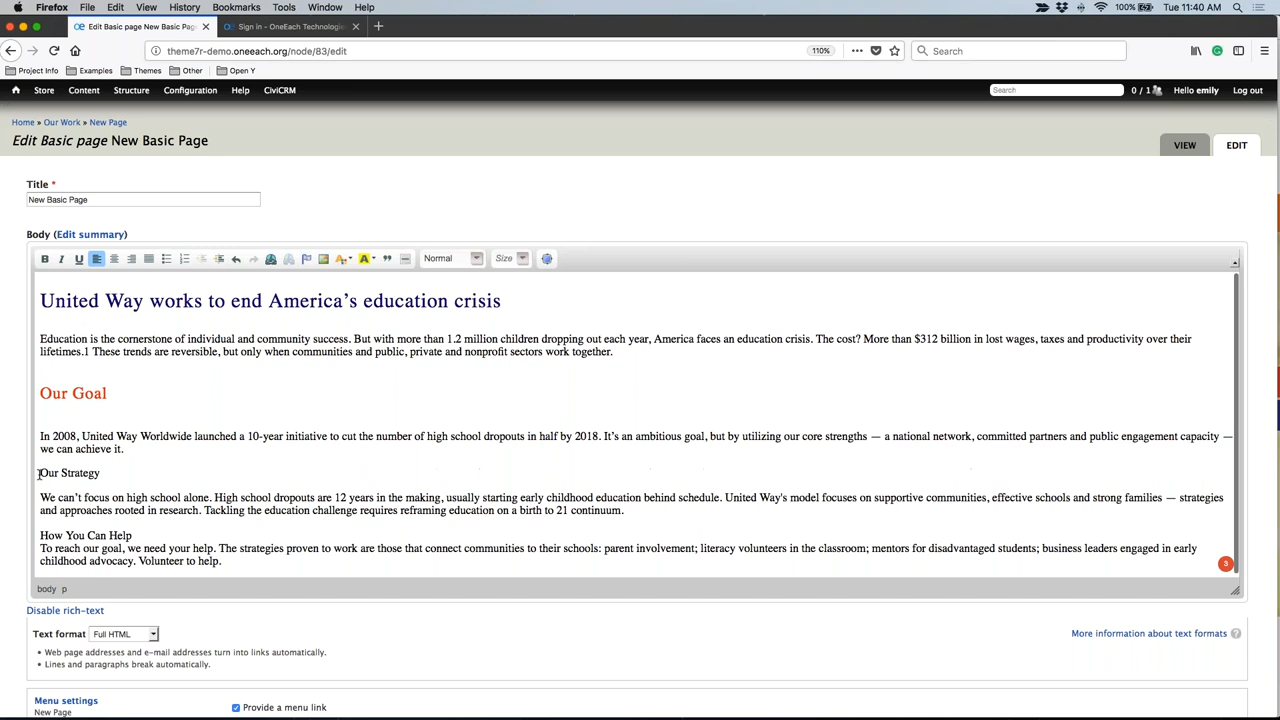 Firefox File Edit View History Bookmarks Tools Window Help 100% Tue 11:40 AM
Edit Basic page New Basic Pag Sign in - OneEach Technologie
theme7r-demo.oneeach.org/node/83/edit 110% Search
Project Info Examples Themes Other Open Y
Store Content Structure Configuration Help CiviCRM Search 0 / 1 Hello emily Log out
Home » Our Work » New Page
Edit Basic page New Basic Page VIEW EDIT
Title *
New Basic Page
Body (Edit summary)
B I U A A Normal Size
United Way works to end America's education crisis
Education is the cornerstone of individual and community success. But with more than 1.2 million children dropping out each year, America faces an education crisis. The cost? More than $312 billion in lost wages, taxes and productivity over their
lifetimes.1 These trends are reversible, but only when communities and public, private and nonprofit sectors work together.
Our Goal
In 2008, United Way Worldwide launched a 10-year initiative to cut the number of high school dropouts in half by 2018. It's an ambitious goal, but by utilizing our core strengths — a national network, committed partners and public engagement capacity —
we can achieve it.
Our Strategy
We can't focus on high school alone. High school dropouts are 12 years in the making, usually starting early childhood education behind schedule. United Way's model focuses on supportive communities, effective schools and strong families — strategies
and approaches rooted in research. Tackling the education challenge requires reframing education on a birth to 21 continuum.
How You Can Help
To reach our goal, we need your help. The strategies proven to work are those that connect communities to their schools: parent involvement; literacy volunteers in the classroom; mentors for disadvantaged students; business leaders engaged in early
childhood advocacy. Volunteer to help. 3
body p
Disable rich-text
Text format Full HTML More information about text formats ?
• Web page addresses and e-mail addresses turn into links automatically.
• Lines and paragraphs break automatically.
Menu settings
New Page
Provide a menu link